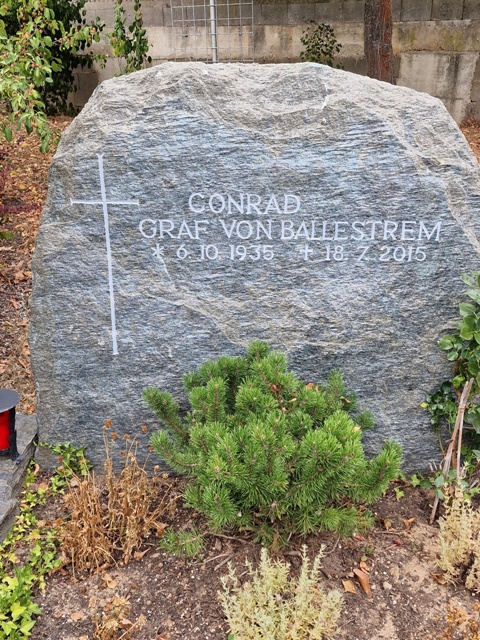 CONRAD
GRAF VON BALLESTREM
* 6.10.1935 † 18.7.2015